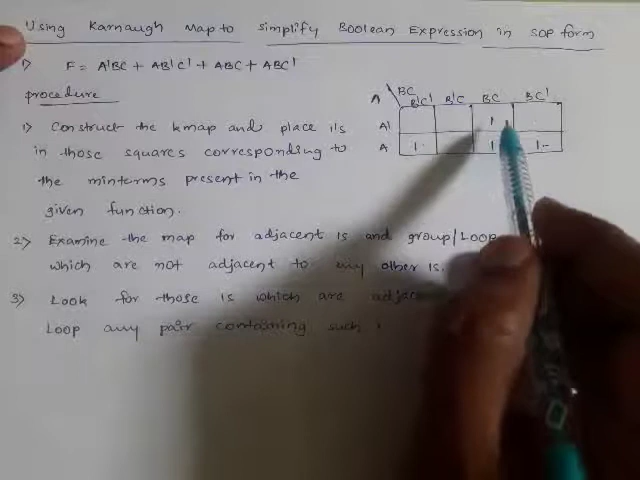 Using Karnaugh Map to simplify Boolean Expression in SOP form
1) F = A'BC + AB'C' + ABC + ABC'
procedure
A \ BC
B'C' B'C BC BC'
A' 1
A 1 1 1
1) Construct the kmap and place 1s
in those squares corresponding to
the minterms present in the
given function.
2) Examine the map for adjacent 1s and group/Loop
which are not adjacent to any other 1s.
3) Look for those 1s which are
Loop any pair containing such